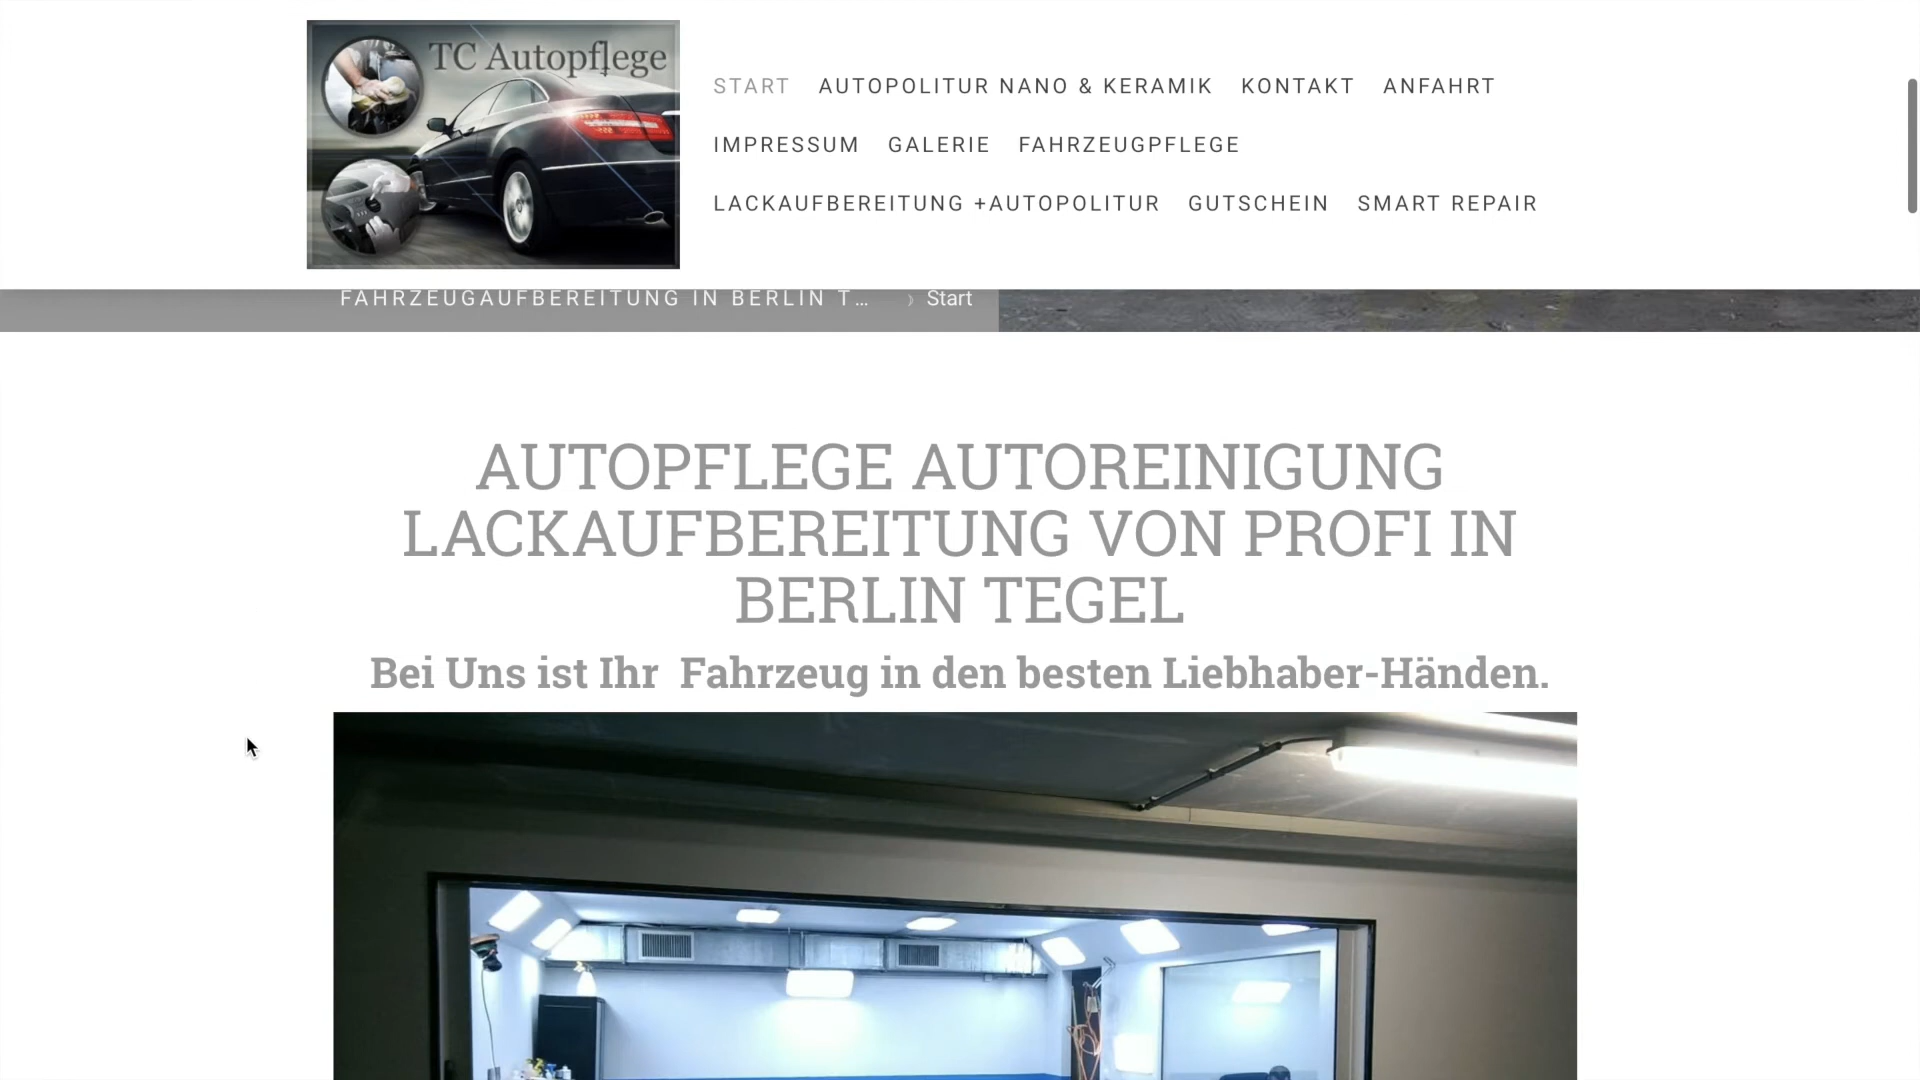 TC Autopflege
START AUTOPOLITUR NANO & KERAMIK KONTAKT ANFAHRT
IMPRESSUM GALERIE FAHRZEUGPFLEGE
LACKAUFBEREITUNG +AUTOPOLITUR GUTSCHEIN SMART REPAIR
FAHRZEUGAUFBEREITUNG IN BERLIN T... Start
AUTOPFLEGE AUTOREINIGUNG
LACKAUFBEREITUNG VON PROFI IN
BERLIN TEGEL
Bei Uns ist Ihr Fahrzeug in den besten Liebhaber-Händen.